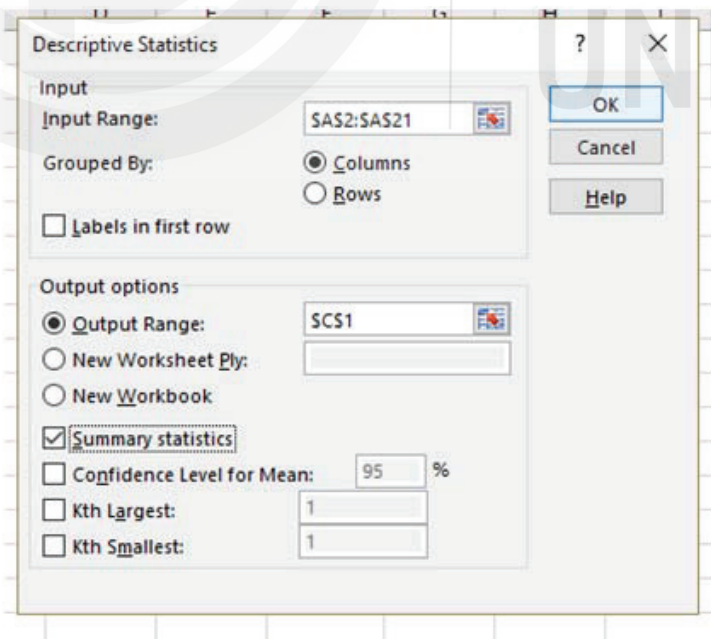 Descriptive Statistics ? X
Input
Input Range: $A$2:$A$21
OK
Grouped By: Columns
Cancel
Rows
Help
Labels in first row
Output options
Output Range: $C$1
New Worksheet Ply:
New Workbook
Summary statistics
Confidence Level for Mean: 95 %
Kth Largest: 1
Kth Smallest: 1
UN